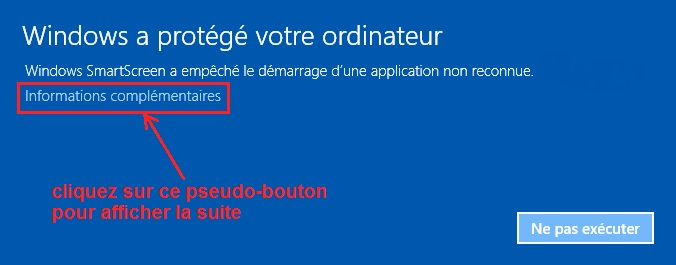 Windows a protégé votre ordinateur
Windows SmartScreen a empêché le démarrage d'une application non reconnue.
Informations complémentaires
cliquez sur ce pseudo-bouton
pour afficher la suite
Ne pas exécuter